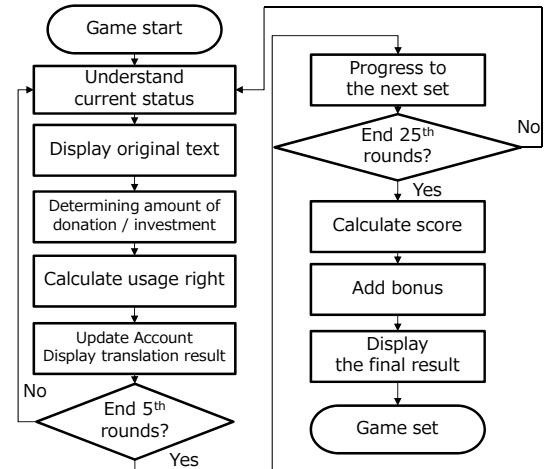 Game start
Understand
current status
Display original text
Determining amount of
donation / investment
Calculate usage right
Update Account
Display translation result
No
End 5th
rounds?
Yes
Progress to
the next set
End 25th
rounds?
No
Yes
Calculate score
Add bonus
Display
the final result
Game set